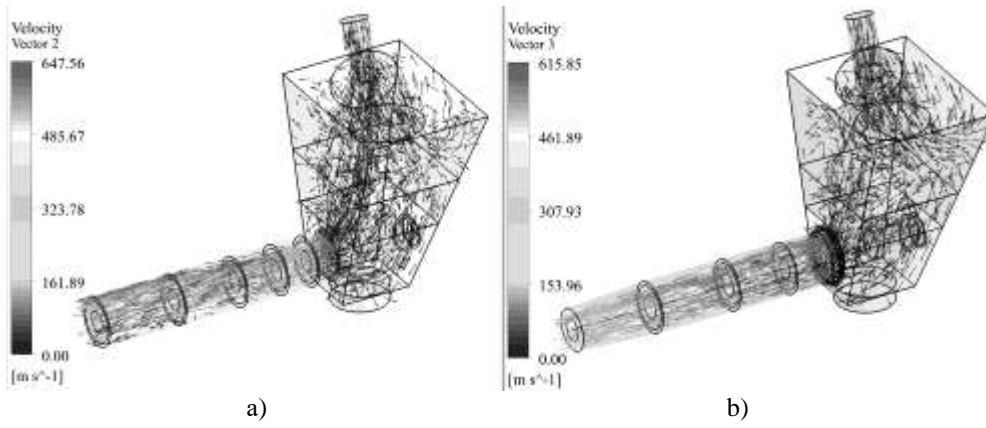 Velocity
Vector 2
647.56
485.67
323.78
161.89
0.00
[m s^-1]
a)
Velocity
Vector 3
615.85
461.89
307.93
153.96
0.00
[m s^-1]
b)